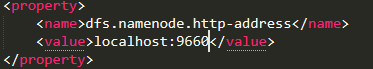 <property>
<name>dfs.namenode.http-address</name>
<value>localhost:9660</value>
</property>